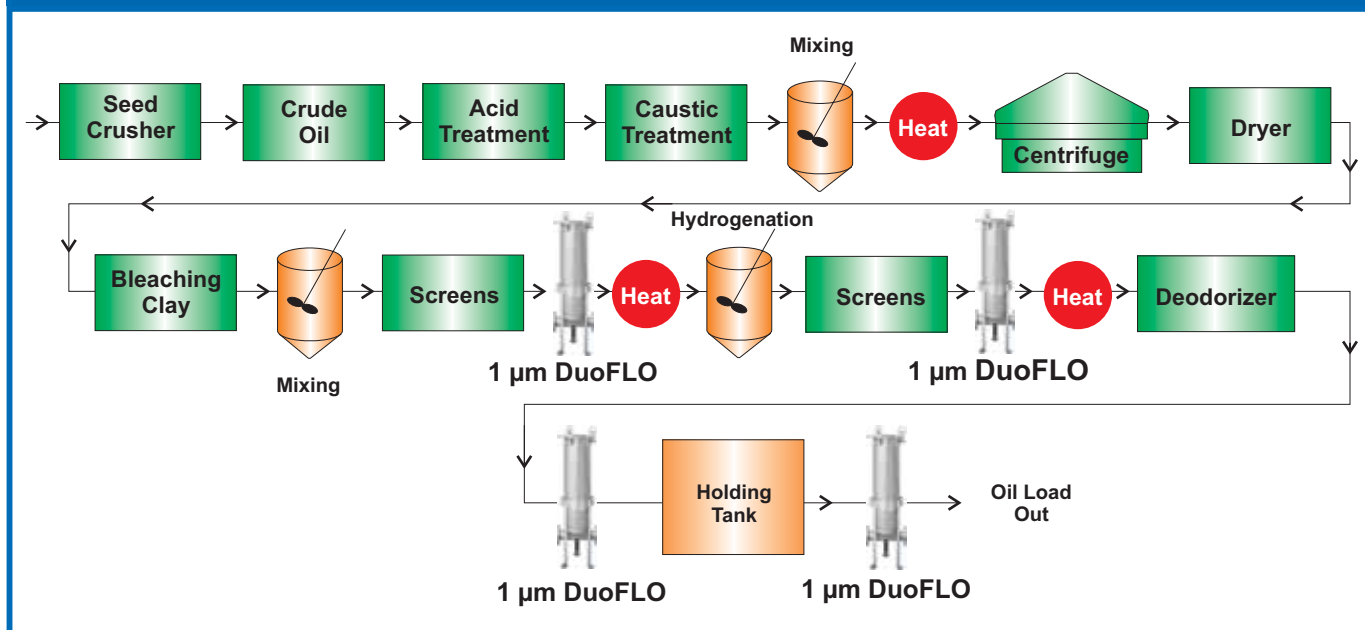 Mixing
Seed
Crusher
Crude
Oil
Acid
Treatment
Caustic
Treatment
Heat
Centrifuge
Dryer
Hydrogenation
Bleaching
Clay
Mixing
Screens
1 µm DuoFLO
Heat
Screens
1 µm DuoFLO
Heat
Deodorizer
1 µm DuoFLO
Holding
Tank
1 µm DuoFLO
Oil Load
Out